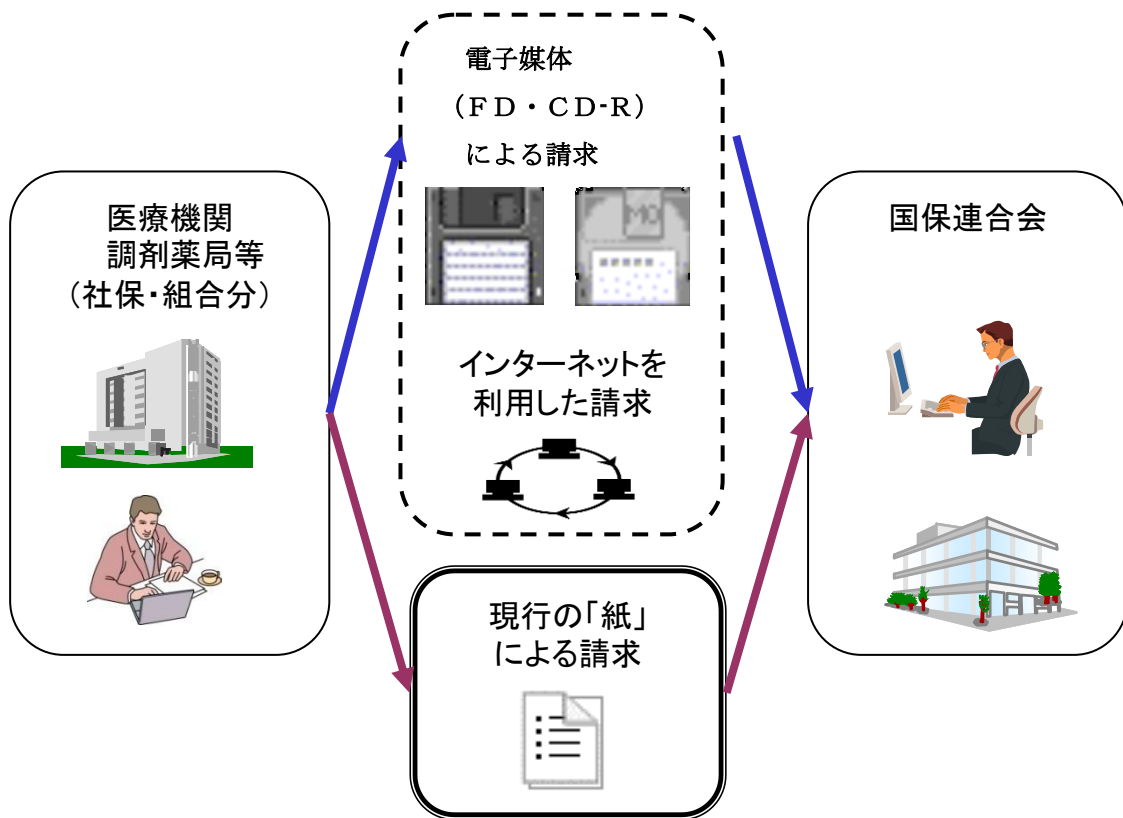 医療機関
調剤薬局等
(社保・組合分)
電子媒体
(ＦＤ・ＣＤ-Ｒ)
による請求
MO
インターネットを
利用した請求
現行の「紙」
による請求
国保連合会